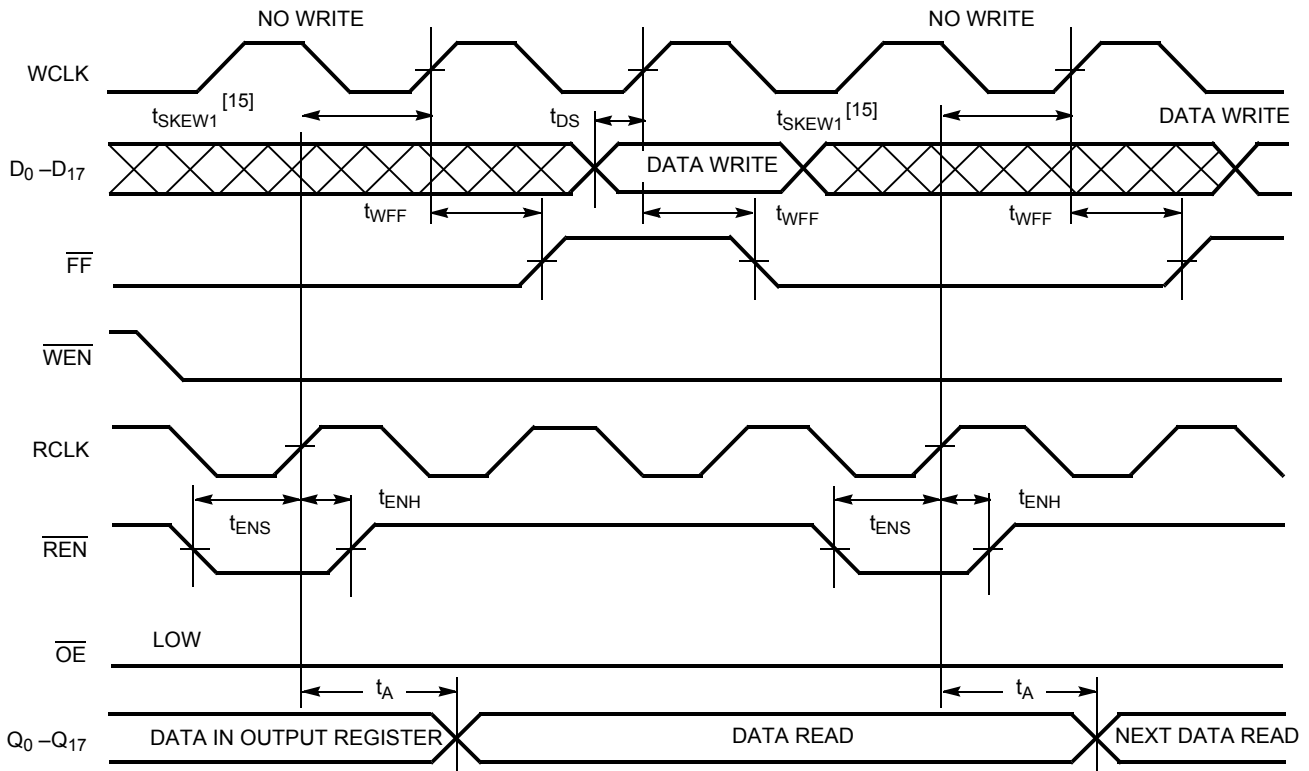 NO WRITE NO WRITE
WCLK
tSKEW1 [15] tDS tSKEW1 [15] DATA WRITE
D0 –D17 DATA WRITE
tWFF tWFF tWFF
FF
WEN
RCLK
tENS tENH tENS tENH
REN
OE LOW
tA tA
Q0 –Q17 DATA IN OUTPUT REGISTER DATA READ NEXT DATA READ